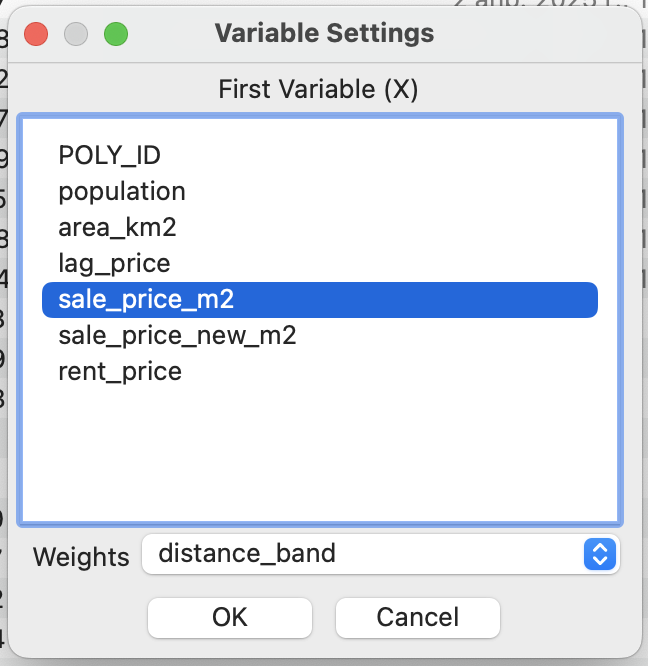 Variable Settings
First Variable (X)
POLY_ID
population
area_km2
lag_price
sale_price_m2
sale_price_new_m2
rent_price
Weights distance_band
OK Cancel